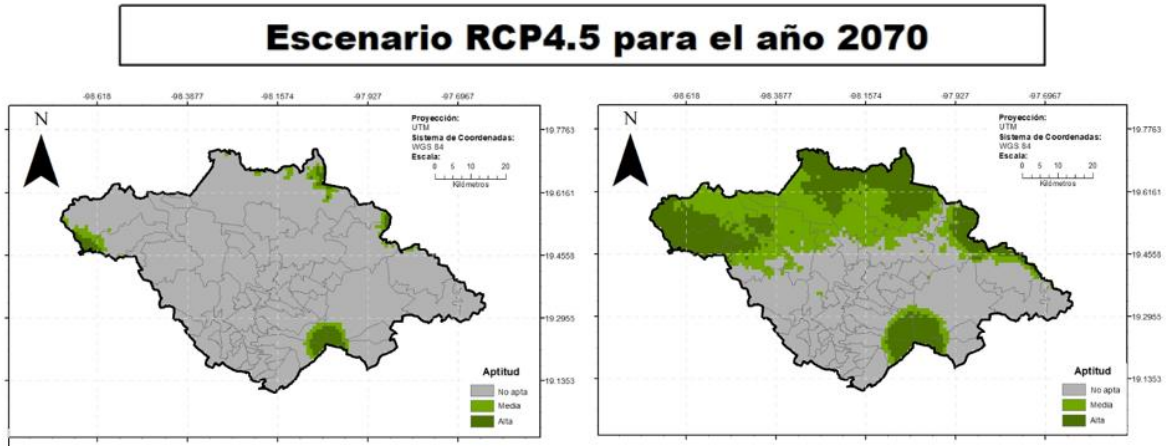 Escenario RCP4.5 para el año 2070
-98.618 -98.3877 -98.1574 -97.927 -97.6967
N
Proyección:
UTM
Sistema de Coordenadas:
WGS 84
Escala:
0 5 10 20
Kilómetros
19.7763
19.6161
19.4558
19.2955
19.1353
Aptitud
No apta
Media
Alta
-98.618 -98.3877 -98.1574 -97.927 -97.6967
N
Proyección:
UTM
Sistema de Coordenadas:
WGS 84
Escala:
0 5 10 20
Kilómetros
19.7763
19.6161
19.4558
19.2955
19.1353
Aptitud
No apta
Media
Alta